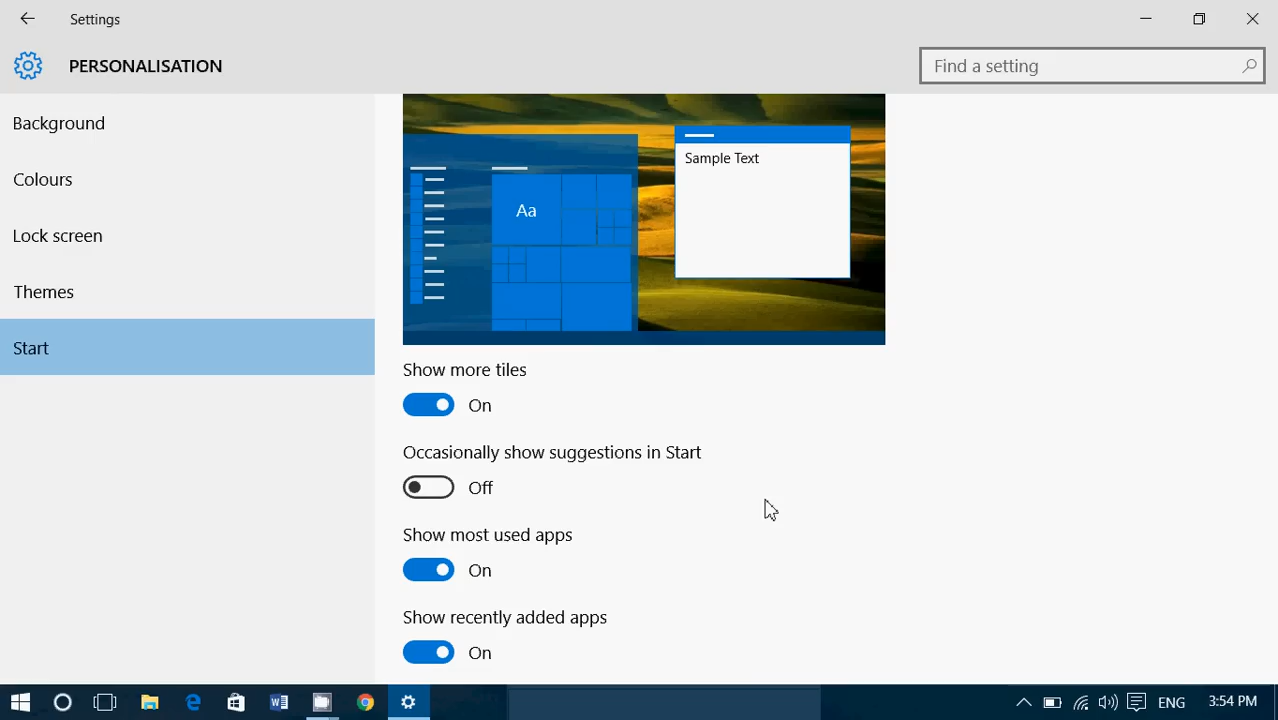 Settings
PERSONALISATION
Find a setting
Background
Colours
Lock screen
Themes
Start
Sample Text
Aa
Show more tiles
On
Occasionally show suggestions in Start
Off
Show most used apps
On
Show recently added apps
On
ENG
3:54 PM